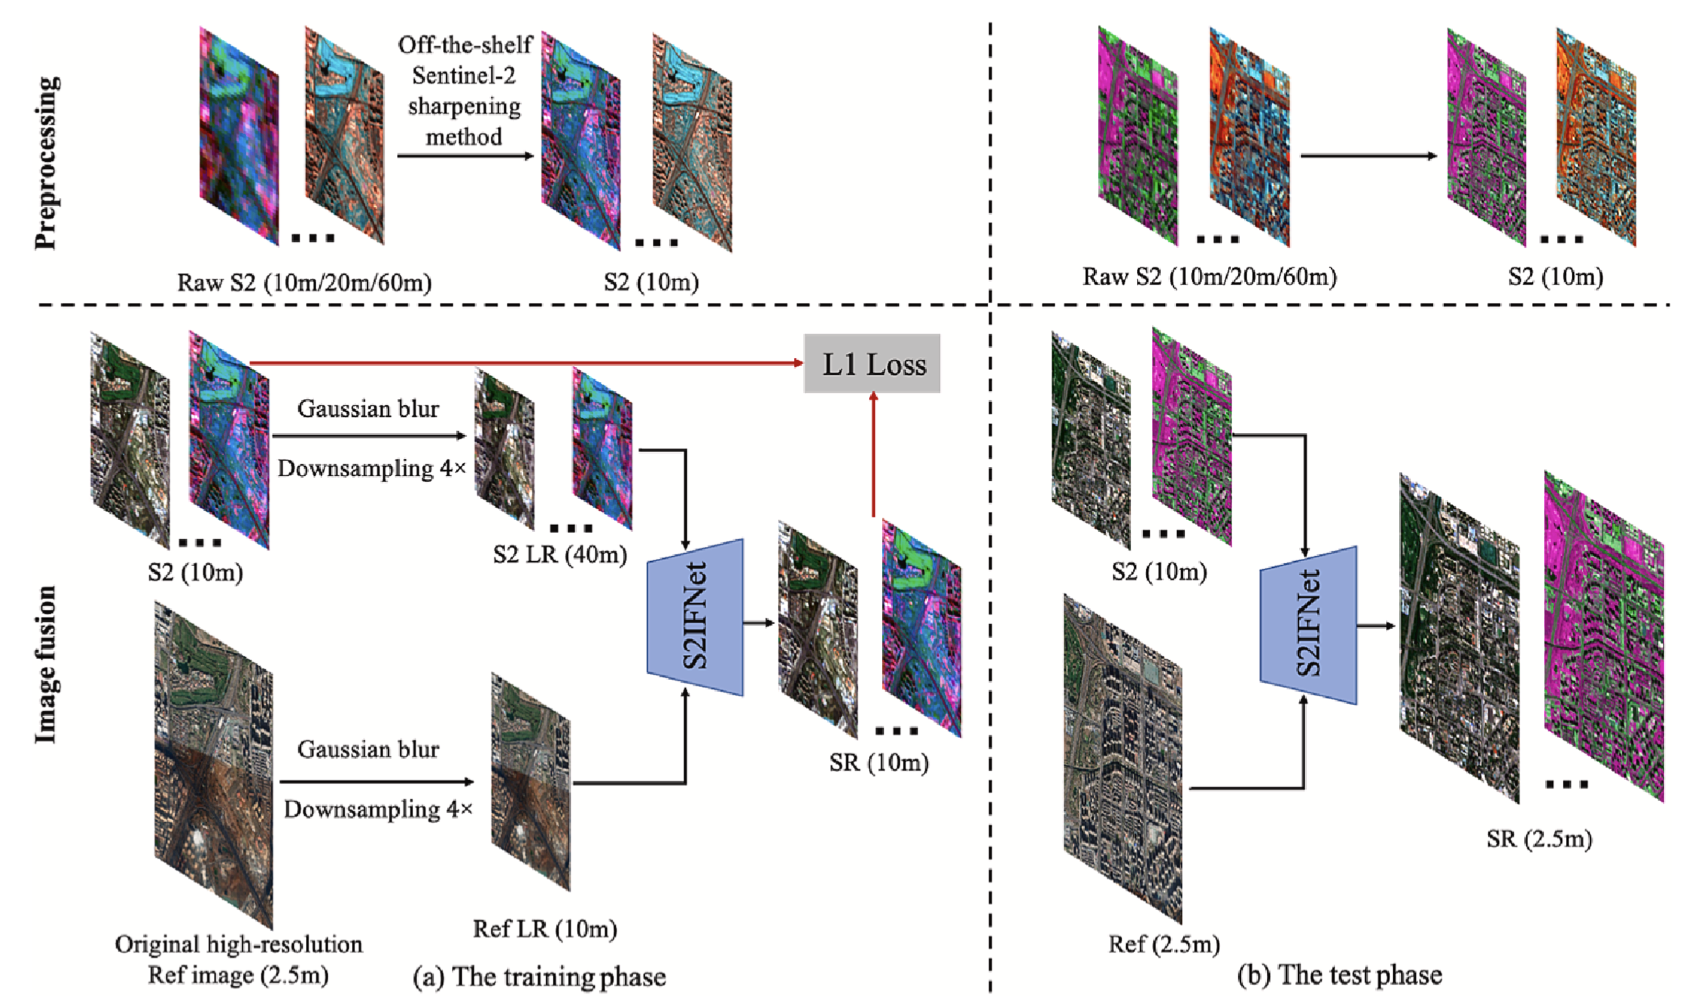 Preprocessing
Off-the-shelf
Sentinel-2
sharpening
method
Raw S2 (10m/20m/60m)
S2 (10m)
Raw S2 (10m/20m/60m)
S2 (10m)
Image fusion
L1 Loss
Gaussian blur
Downsampling 4×
S2 (10m)
S2 LR (40m)
S2IFNet
SR (10m)
Gaussian blur
Downsampling 4×
Original high-resolution
Ref image (2.5m)
Ref LR (10m)
(a) The training phase
S2 (10m)
S2IFNet
SR (2.5m)
Ref (2.5m)
(b) The test phase